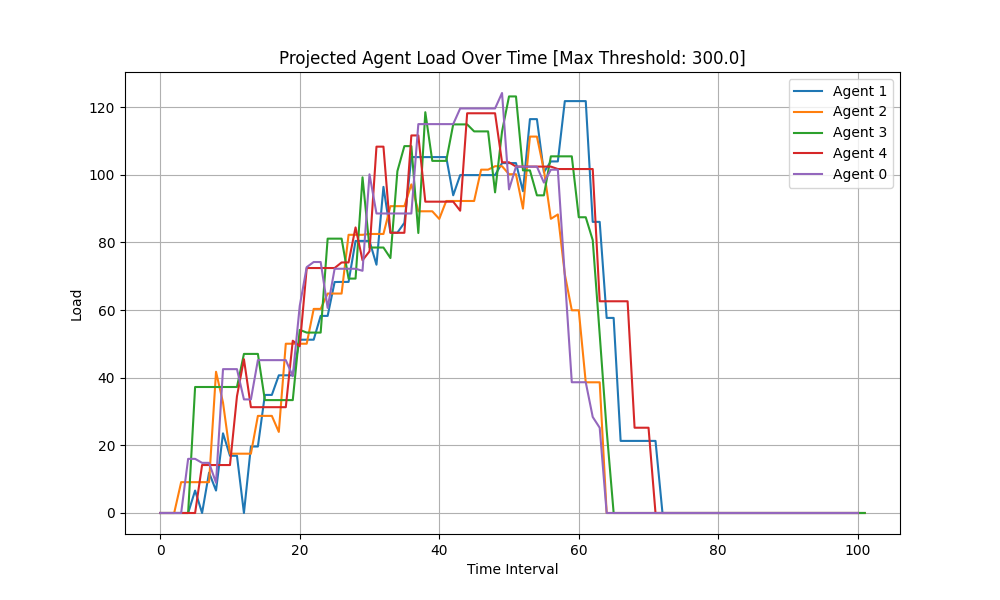 Projected Agent Load Over Time [Max Threshold: 300.0]
Agent 1
Agent 2
Agent 3
Agent 4
Agent 0
Load
120
100
80
60
40
20
0
0 20 40 60 80 100
Time Interval